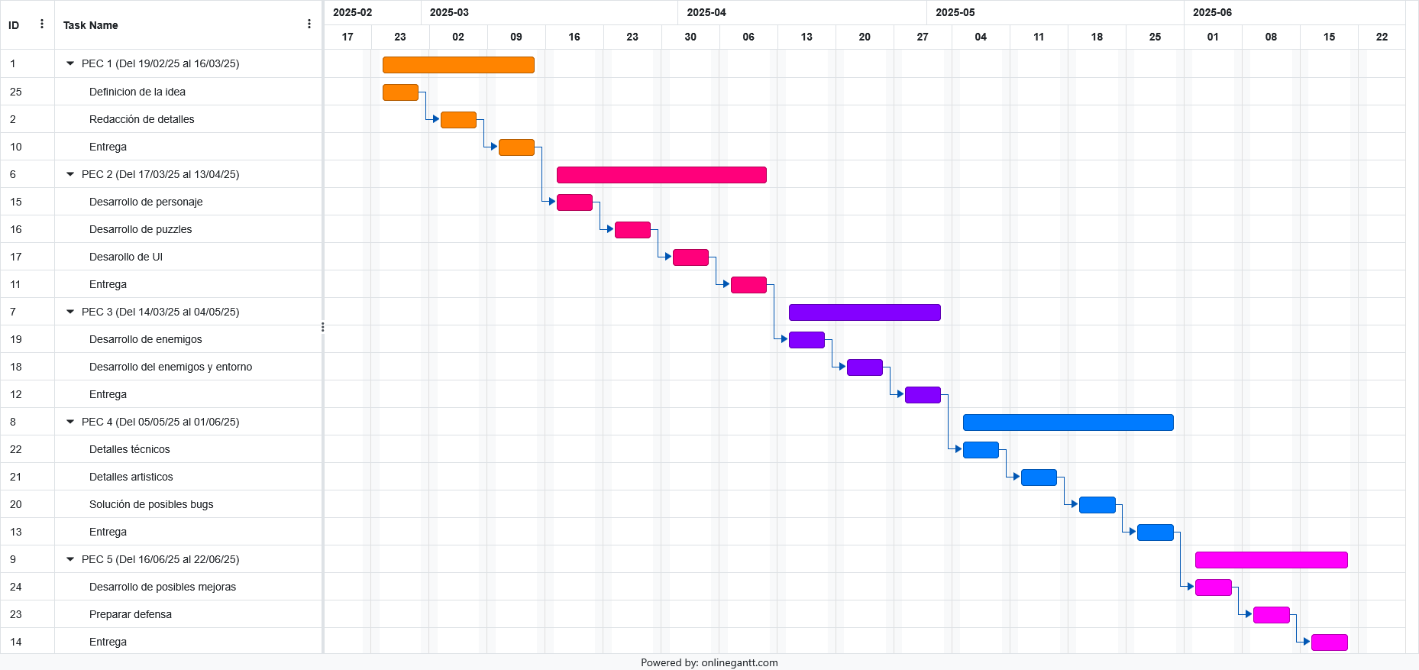 ID Task Name 2025-02 2025-03 2025-04 2025-05 2025-06
17 23 02 09 16 23 30 06 13 20 27 04 11 18 25 01 08 15 22
1 PEC 1 (Del 19/02/25 al 16/03/25)
25 Definicion de la idea
2 Redacción de detalles
10 Entrega
6 PEC 2 (Del 17/03/25 al 13/04/25)
15 Desarrollo de personaje
16 Desarrollo de puzzles
17 Desarollo de UI
11 Entrega
7 PEC 3 (Del 14/03/25 al 04/05/25)
19 Desarrollo de enemigos
18 Desarrollo del enemigos y entorno
12 Entrega
8 PEC 4 (Del 05/05/25 al 01/06/25)
22 Detalles técnicos
21 Detalles artisticos
20 Solución de posibles bugs
13 Entrega
9 PEC 5 (Del 16/06/25 al 22/06/25)
24 Desarrollo de posibles mejoras
23 Preparar defensa
14 Entrega
Powered by: onlinegantt.com